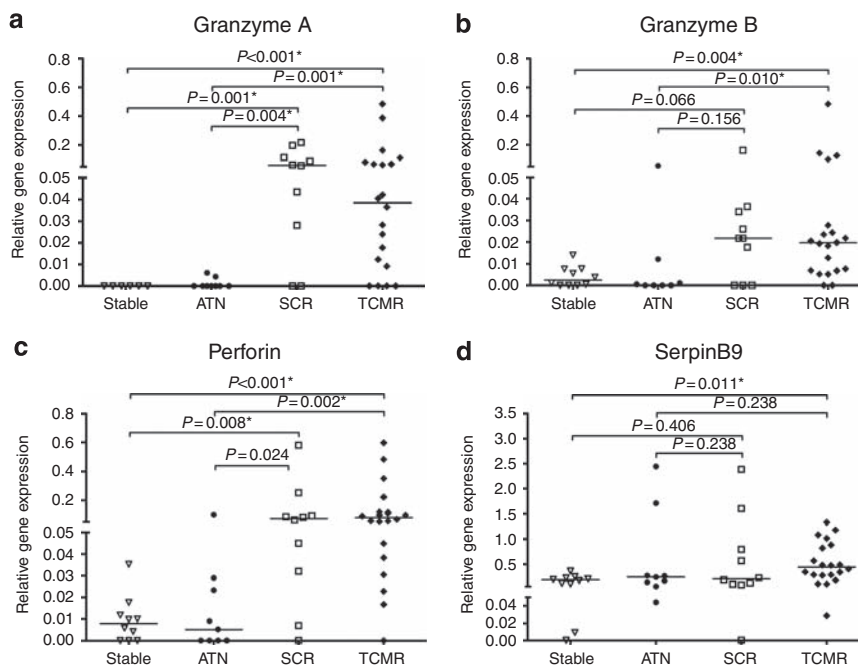 a
Granzyme A
Relative gene expression
0.8
0.6
0.4
0.2
0.05
0.04
0.03
0.02
0.01
0.00
P<0.001*
P=0.001*
P=0.001*
P=0.004*
Stable ATN SCR TCMR
b
Granzyme B
Relative gene expression
0.8
0.6
0.4
0.2
0.05
0.04
0.03
0.02
0.01
0.00
P=0.004*
P=0.010*
P=0.066
P=0.156
Stable ATN SCR TCMR
c
Perforin
Relative gene expression
0.8
0.6
0.4
0.2
0.05
0.04
0.03
0.02
0.01
0.00
P<0.001*
P=0.002*
P=0.008*
P=0.024
Stable ATN SCR TCMR
d
SerpinB9
Relative gene expression
3.5
3.0
2.5
2.0
1.5
1.0
0.5
0.04
0.02
0.00
P=0.011*
P=0.238
P=0.406
P=0.238
Stable ATN SCR TCMR